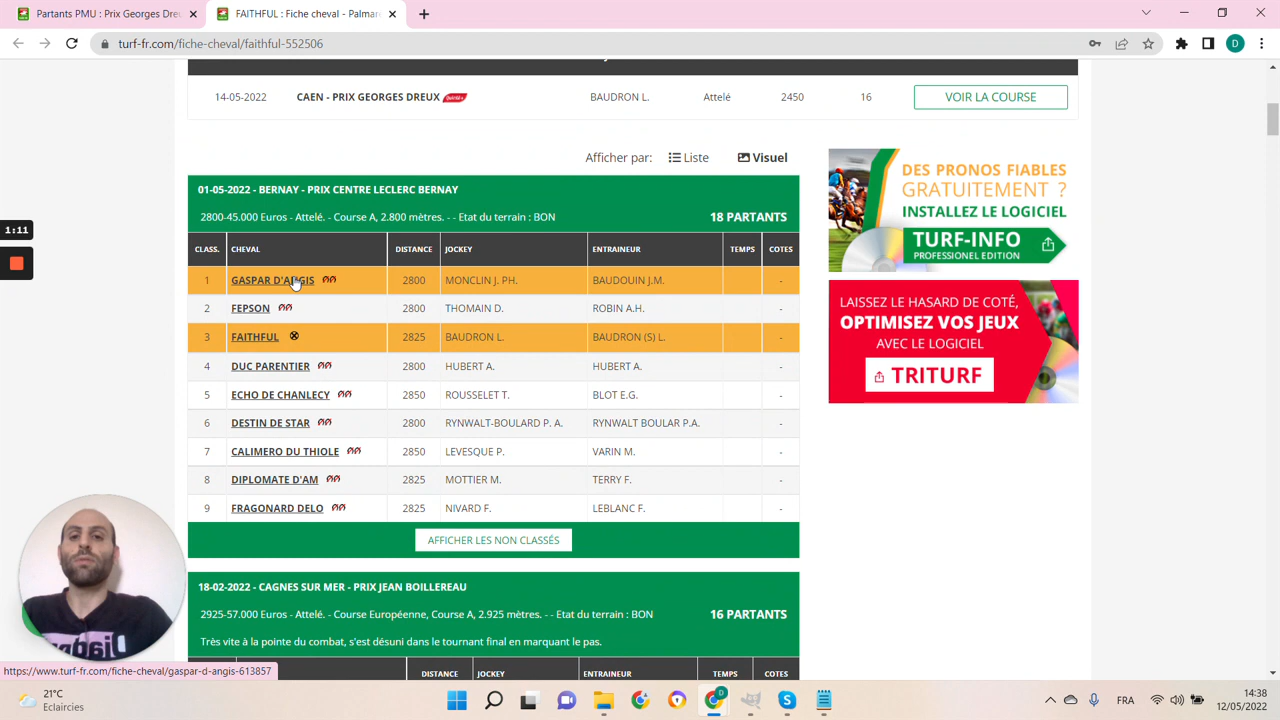 Partants PMU : Partants du Prix Ge
FAITHFUL : Fiche cheval - Palmar
turf-fr.com/fiche-cheval/faithful-552506
D
14-05-2022 CAEN - PRIX GEORGES DREUX BAUDRON L. Attelé 2450 16 VOIR LA COURSE
Afficher par: Liste Visuel
01-05-2022 - BERNAY - PRIX CENTRE LECLERC BERNAY
2800-45.000 Euros - Attelé. - Course A, 2.800 mètres. - - Etat du terrain : BON 18 PARTANTS
CLASS. CHEVAL DISTANCE JOCKEY ENTRAINEUR TEMPS COTES
1 GASPAR D'ANGIS 2800 MONCLIN J. PH. BAUDOUIN J.M. -
2 FEPSON 2800 THOMAIN D. ROBIN A.H. -
3 FAITHFUL 2825 BAUDRON L. BAUDRON (S) L. -
4 DUC PARENTIER 2800 HUBERT A. HUBERT A. -
5 ECHO DE CHANLECY 2850 ROUSSELET T. BLOT E.G. -
6 DESTIN DE STAR 2800 RYNWALT-BOULARD P. A. RYNWALT BOULAR P.A. -
7 CALIMERO DU THIOLE 2850 LEVESQUE P. VARIN M. -
8 DIPLOMATE D'AM 2825 MOTTIER M. TERRY F. -
9 FRAGONARD DELO 2825 NIVARD F. LEBLANC F. -
AFFICHER LES NON CLASSÉS
18-02-2022 - CAGNES SUR MER - PRIX JEAN BOILLEREAU
2925-57.000 Euros - Attelé. - Course Européenne, Course A, 2.925 mètres. - - Etat du terrain : BON 16 PARTANTS
Très vite à la pointe du combat, s'est désuni dans le tournant final en marquant le pas.
DISTANCE JOCKEY ENTRAINEUR TEMPS COTES
DES PRONOS FIABLES
GRATUITEMENT ?
INSTALLEZ LE LOGICIEL
TURF-INFO
PROFESSIONEL EDITION
LAISSEZ LE HASARD DE COTÉ,
OPTIMISEZ VOS JEUX
AVEC LE LOGICIEL
TRITURF
1:11
https://www.turf-fr.com/fiche-cheval/gaspar-d-angis-613857
21°C
Eclaircies
D
FRA
14:38
12/05/2022